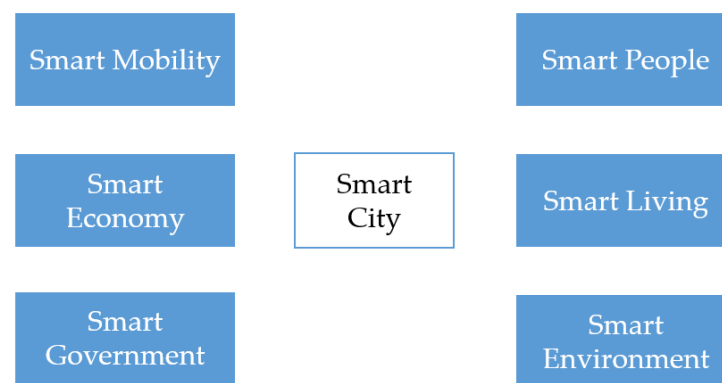 Smart Mobility
Smart People
Smart
Economy
Smart
City
Smart Living
Smart
Government
Smart
Environment